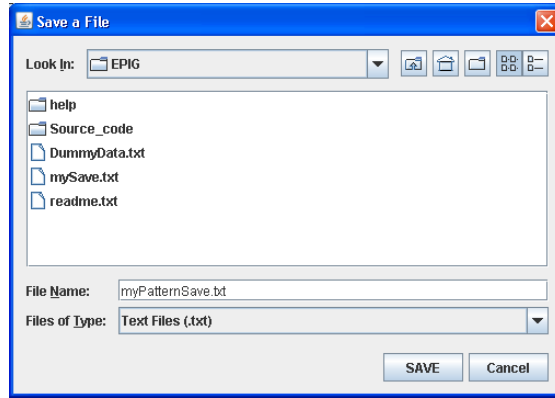 Save a File
Look In: EPIG
help
Source_code
DummyData.txt
mySave.txt
readme.txt
File Name: myPatternSave.txt
Files of Type: Text Files (.txt)
SAVE Cancel